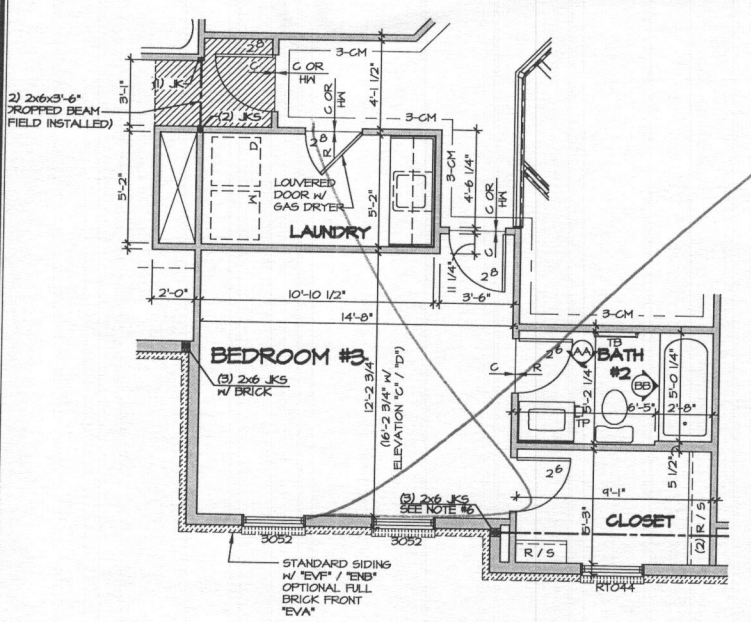 2⁸
3-CM
C
C OR
HW
(1) JKS
3'-1"
2) 2x6x3'-6"
DROPPED BEAM
FIELD INSTALLED)
(2) JKS
C OR
HW
4'-1 1/2"
3-CM
2⁸
R
D
W
LOUVERED
DOOR W/
GAS DRYER
5'-2"
5'-2"
LAUNDRY
3-CM
4'-6 1/4"
C OR
HW
C
2⁸
11 1/4"
3'-6"
2'-0"
10'-10 1/2"
14'-8"
3-CM
BEDROOM #3
(3) 2x6 JKS
W/ BRICK
12'-2 3/4"
(16'-2 3/4" W/
ELEVATION "C" / "D")
TB
2⁶
AA
BATH
#2
C
R
5'-2 1/4"
BB
5'-0 1/4"
6'-5"
2'-8"
TP
2⁶
5 1/2"
(3) 2x6 JKS
SEE NOTE #6
9'-1"
5'-3"
CLOSET
R / S
(2) R / S
3052
3052
RT044
STANDARD SIDING
W/ "EVF" / "ENB"
OPTIONAL FULL
BRICK FRONT
"EVA"